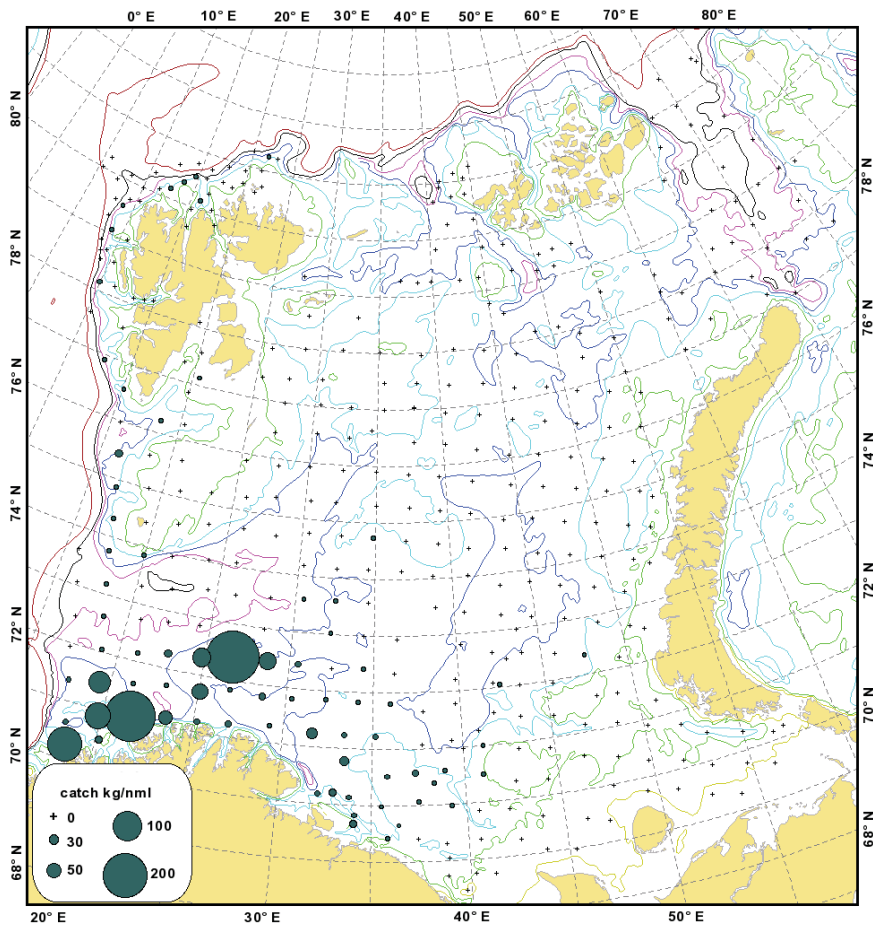 0° E 10° E 20° E 30° E 40° E 50° E 60° E 70° E 80° E
80° N
78° N
78° N
76° N
76° N
74° N
74° N
72° N
72° N
70° N
70° N
68° N
68° N
catch kg/nml
0 100
30
50 200
20° E 30° E 40° E 50° E